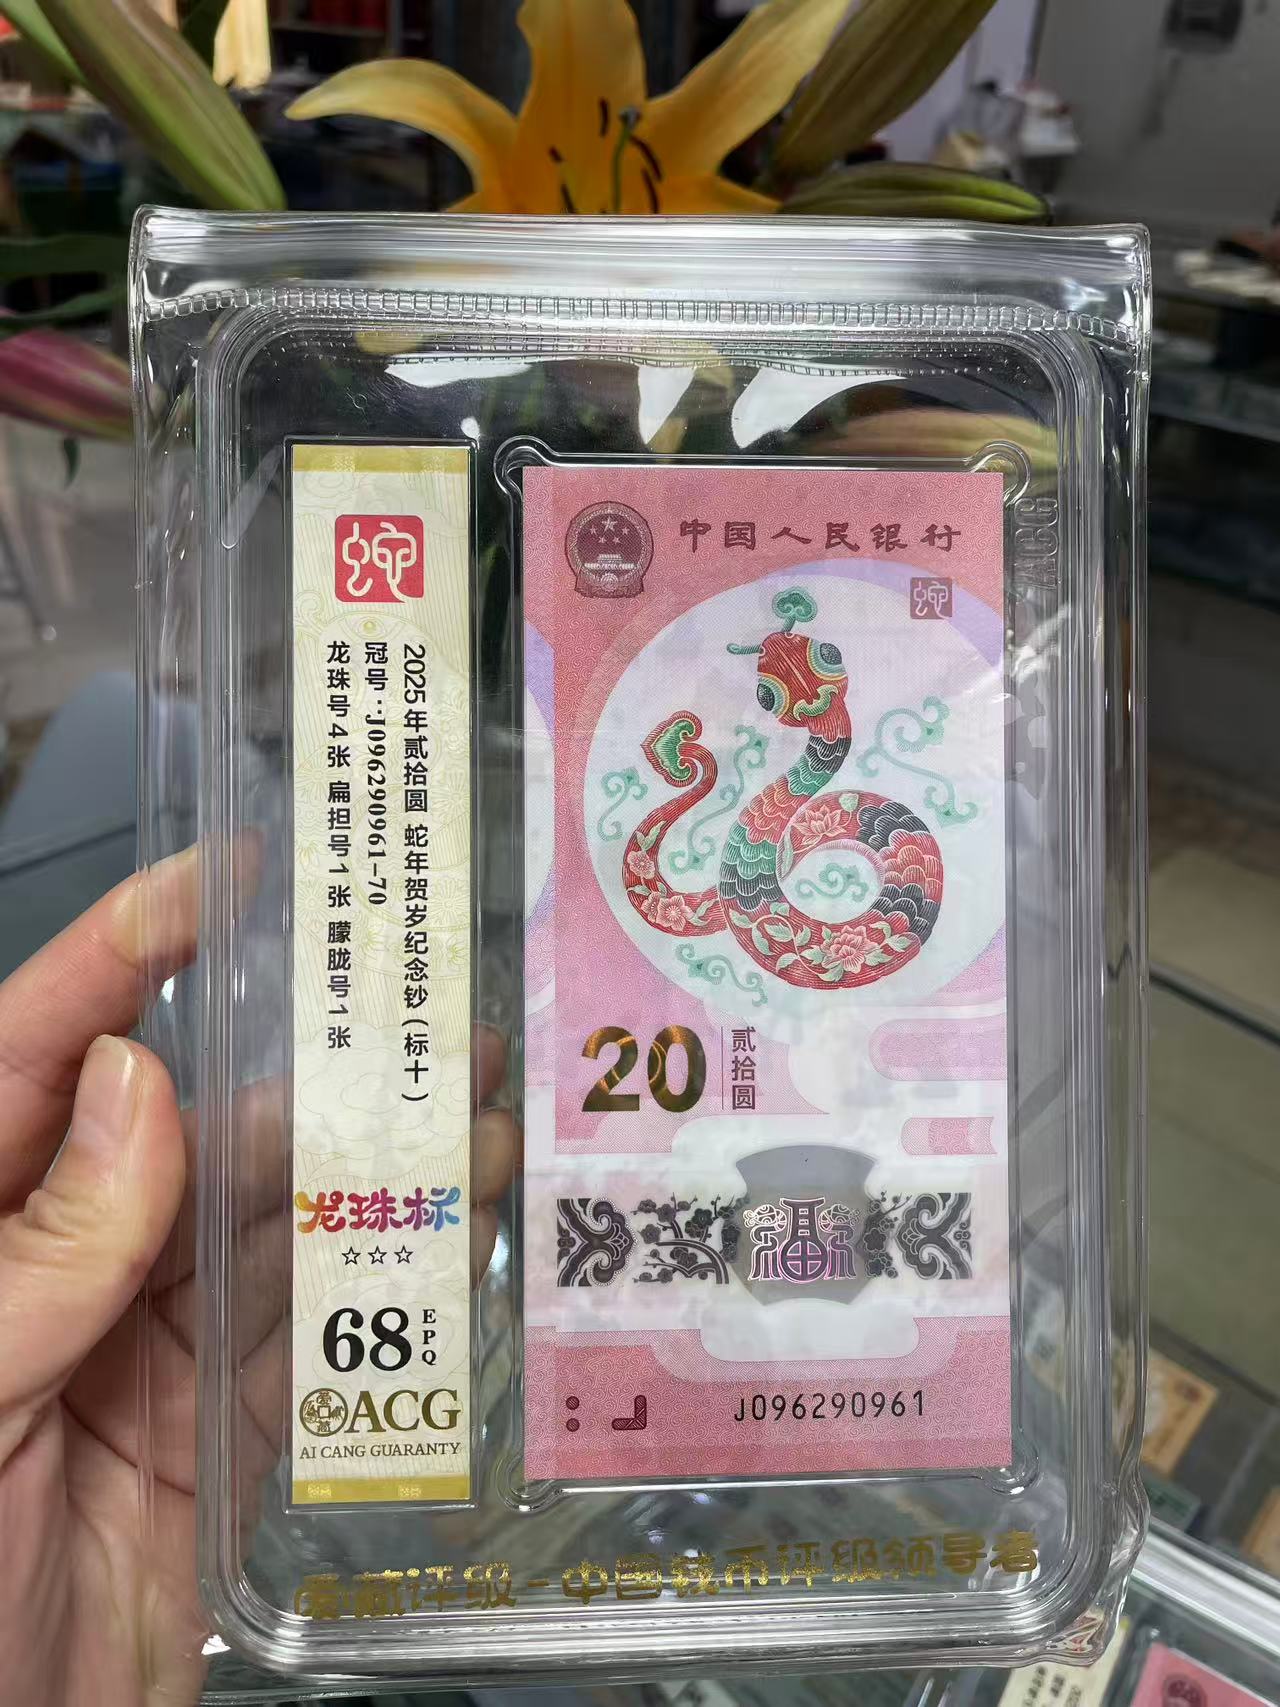 蛇
2025年贰拾圆 蛇年贺岁纪念钞(标十)
冠号:J096290961-70
龙珠号4张 扁担号1张 朦胧号1张
龙珠标
☆☆☆
68 EPQ
爱藏
ACG
AI CANG GUARANTY
中国人民银行
蛇
20 贰拾圆
福
J096290961
ACG
爱藏评级-中国钱币评级领导者